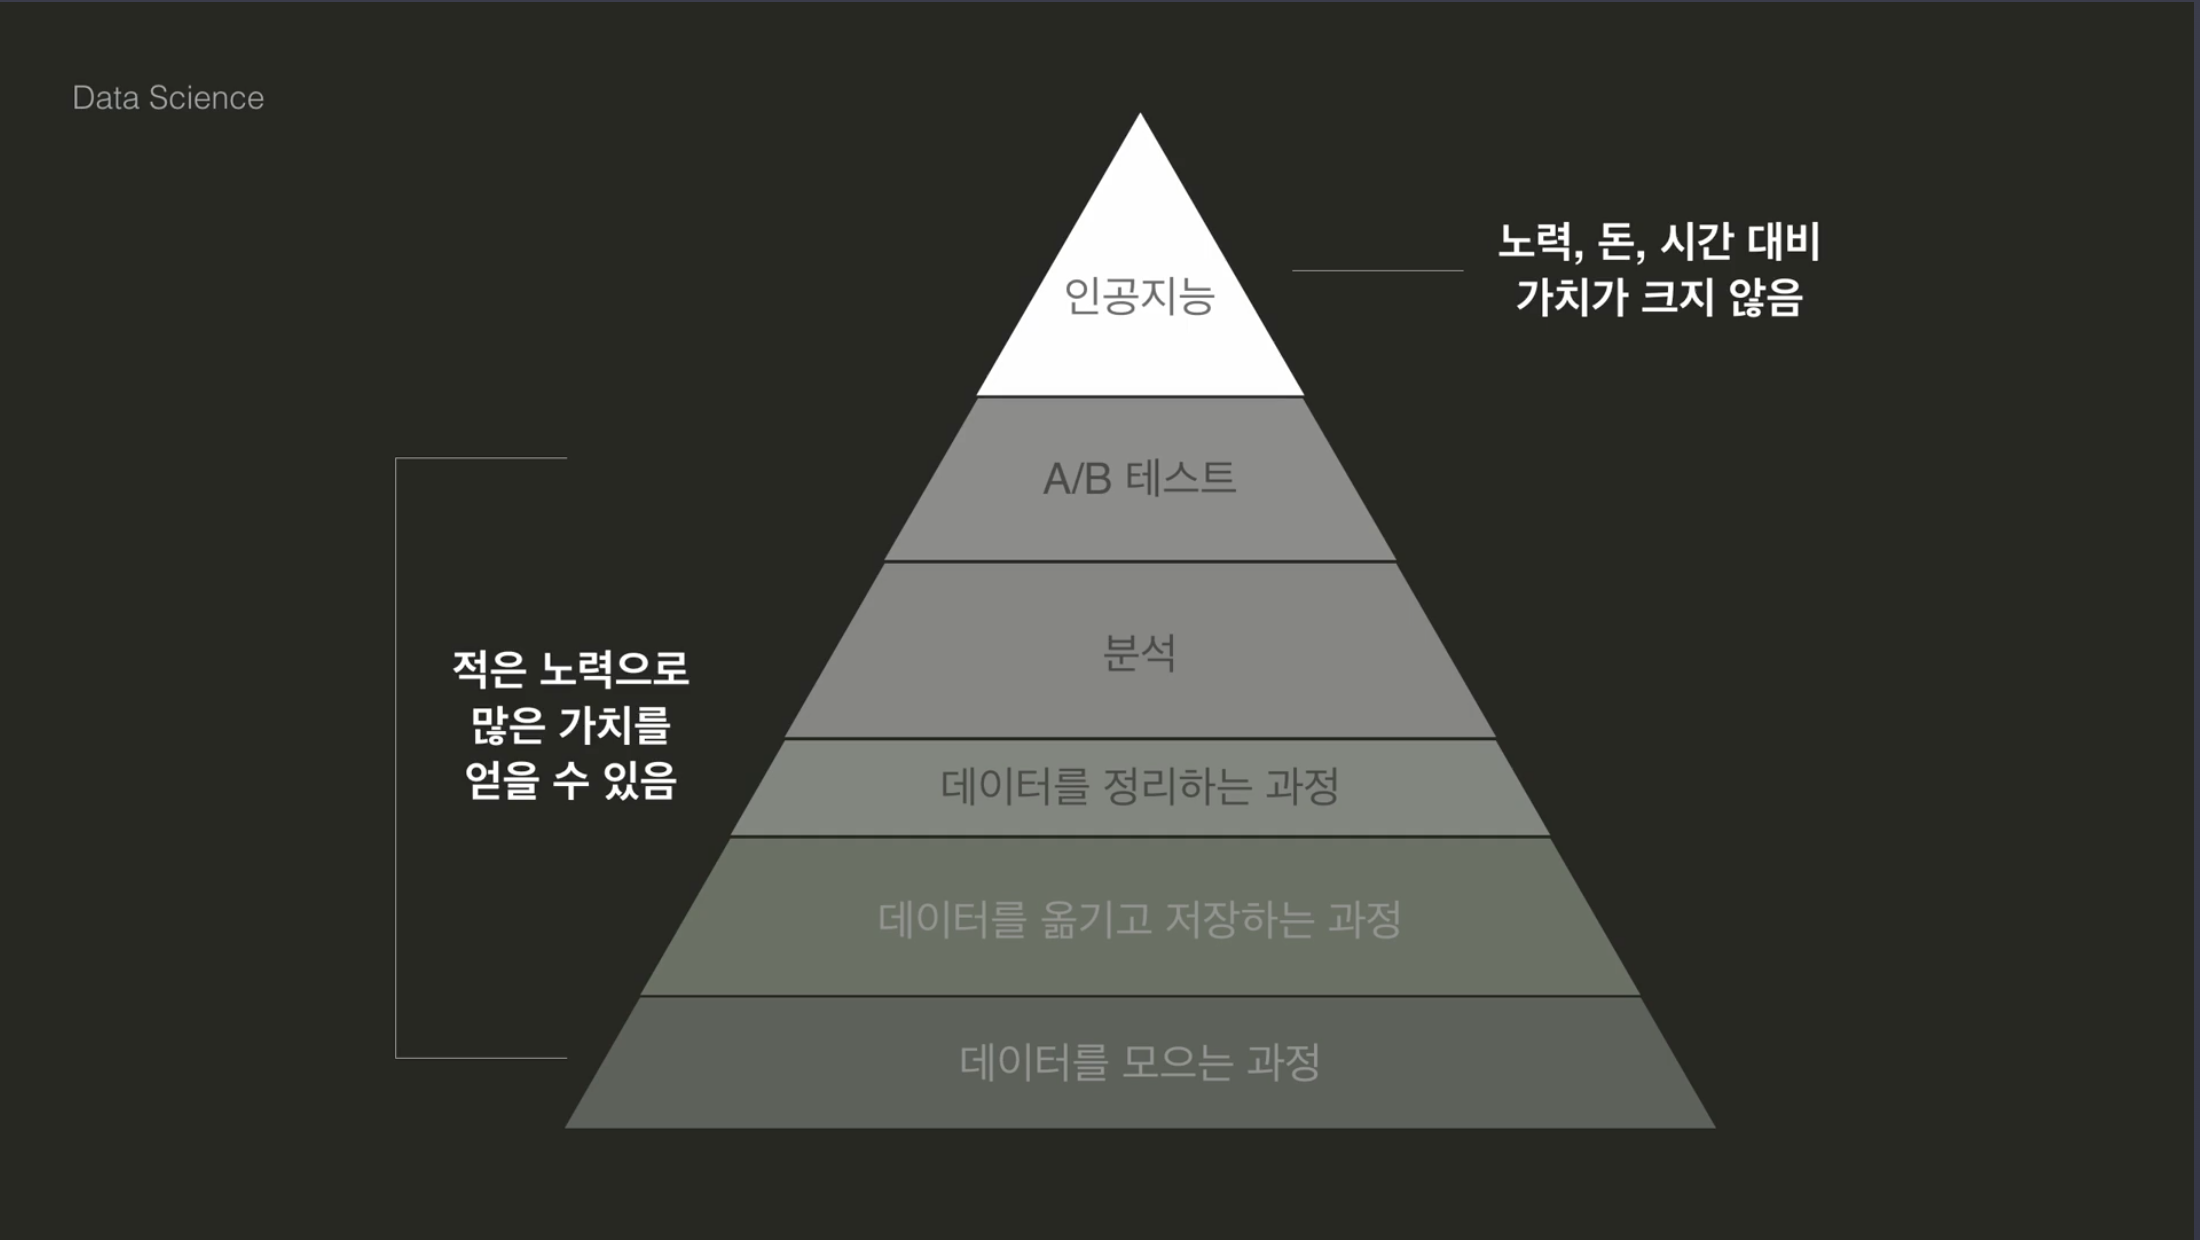 Data Science
인공지능
노력, 돈, 시간 대비
가치가 크지 않음
A/B 테스트
분석
적은 노력으로
많은 가치를
얻을 수 있음
데이터를 정리하는 과정
데이터를 옮기고 저장하는 과정
데이터를 모으는 과정